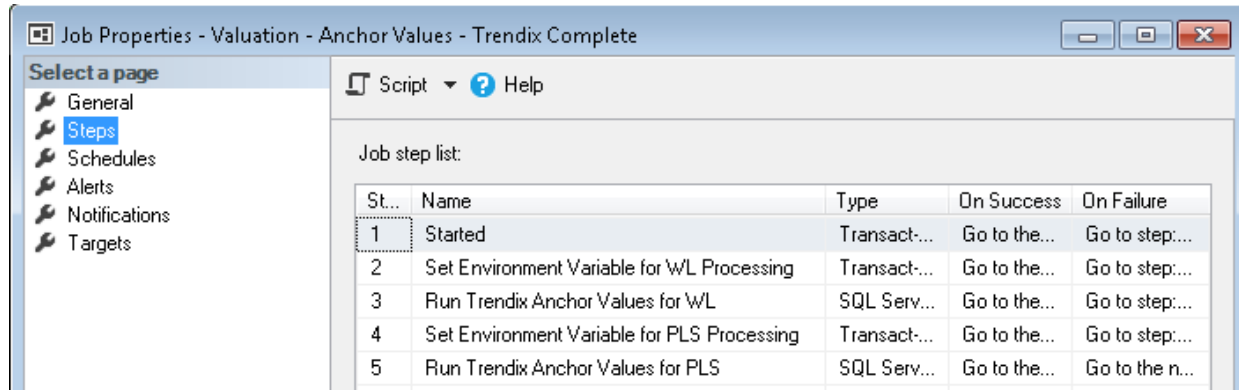 Job Properties - Valuation - Anchor Values - Trendix Complete
Select a page
General
Steps
Schedules
Alerts
Notifications
Targets
Script Help
Job step list:
St... Name Type On Success On Failure
1 Started Transact-... Go to the... Go to step:...
2 Set Environment Variable for WL Processing Transact-... Go to the... Go to step:...
3 Run Trendix Anchor Values for WL SQL Serv... Go to the... Go to step:...
4 Set Environment Variable for PLS Processing Transact-... Go to the... Go to step:...
5 Run Trendix Anchor Values for PLS SQL Serv... Go to the... Go to the n...